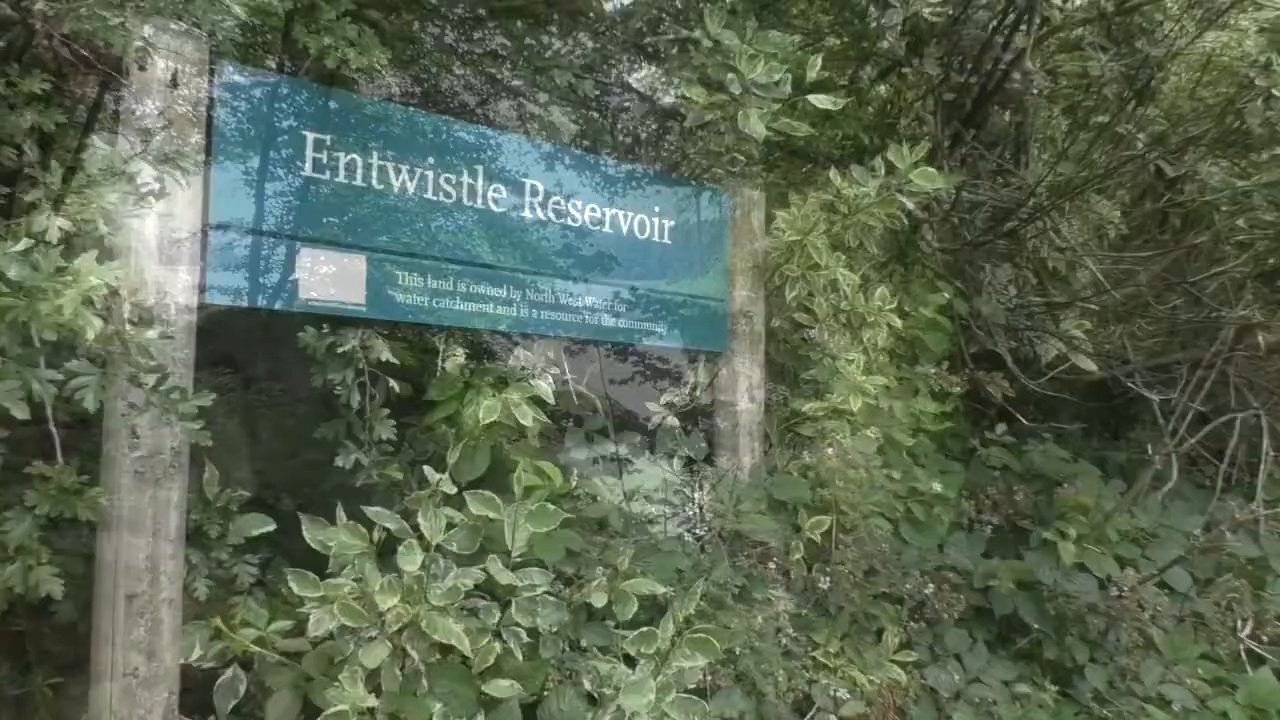 Entwistle Reservoir
This land is owned by North West Water for
water catchment and is a resource for the community